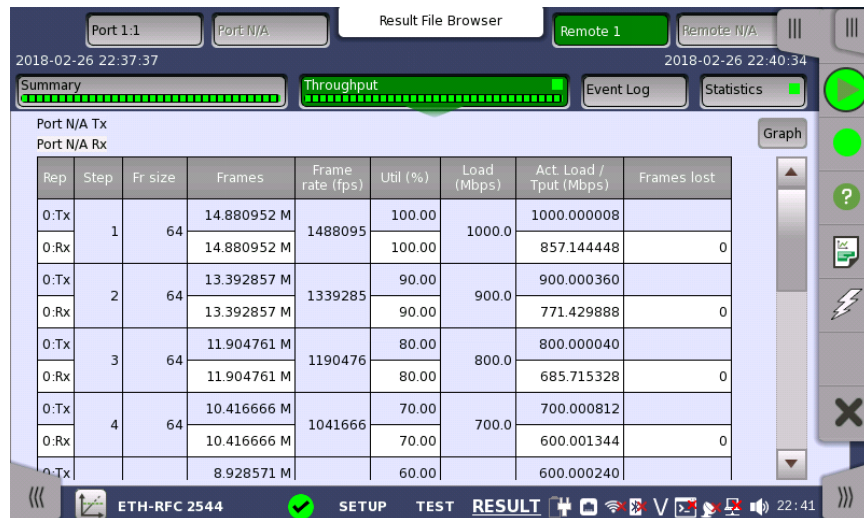 Port 1:1
Port N/A
Result File Browser
Remote 1
Remote N/A
2018-02-26 22:37:37
2018-02-26 22:40:34
Summary
Throughput
Event Log
Statistics
Port N/A Tx
Port N/A Rx
Graph
Rep Step Fr size Frames Frame rate (fps) Util (%) Load (Mbps) Act. Load / Tput (Mbps) Frames lost
0:Tx 1 64 14.880952 M 1488095 100.00 1000.0 1000.000008
0:Rx 14.880952 M 100.00 857.144448 0
0:Tx 2 64 13.392857 M 1339285 90.00 900.0 900.000360
0:Rx 13.392857 M 90.00 771.429888 0
0:Tx 3 64 11.904761 M 1190476 80.00 800.0 800.000040
0:Rx 11.904761 M 80.00 685.715328 0
0:Tx 4 64 10.416666 M 1041666 70.00 700.0 700.000812
0:Rx 10.416666 M 70.00 600.001344 0
0:Tx 8.928571 M 60.00 600.000240
ETH-RFC 2544 SETUP TEST RESULT V 22:41